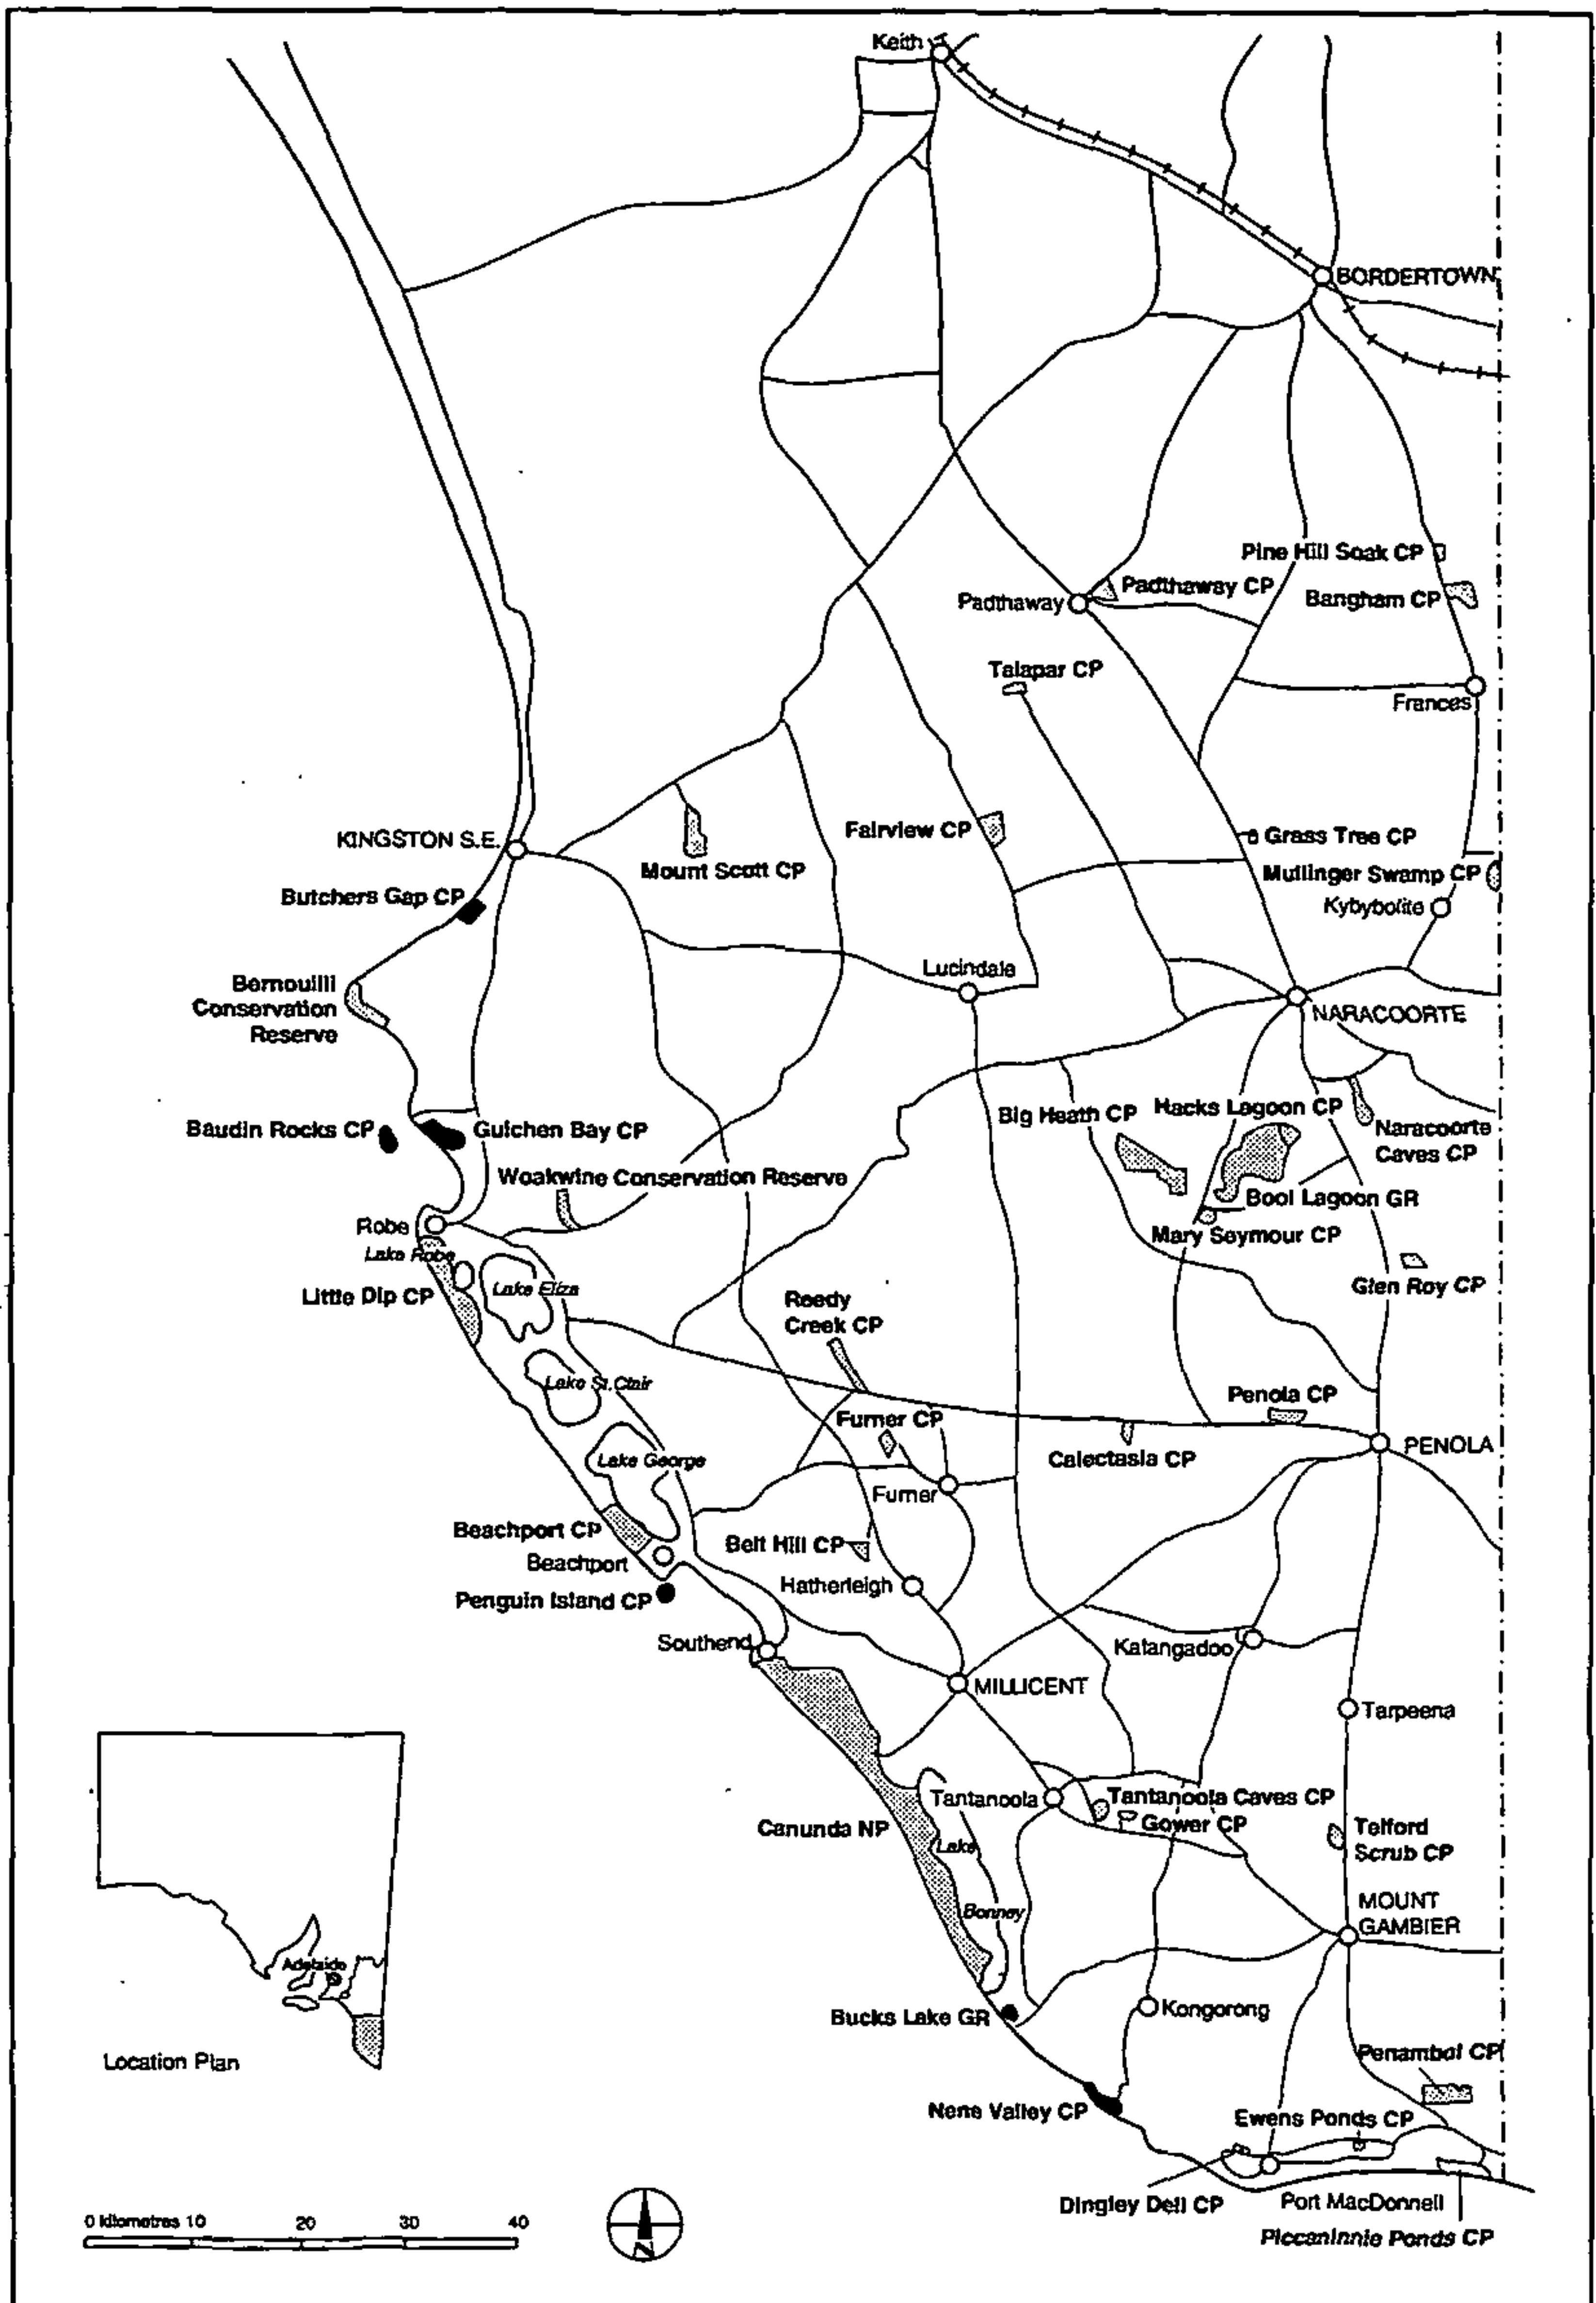 Keith
BORDERTOWN
Pine Hill Soak CP
Padthaway CP
Bangham CP
Padthaway
Talapar CP
Frances
KINGSTON S.E.
Fairview CP
Grass Tree CP
Mount Scott CP
Mullinger Swamp CP
Butchers Gap CP
Kybybolite
Lucindale
Bernouilli
Conservation
Reserve
NARACOORTE
Big Heath CP
Hacks Lagoon CP
Baudin Rocks CP
Guichen Bay CP
Naracoorte
Caves CP
Woakwine Conservation Reserve
Bool Lagoon GR
Robe
Mary Seymour CP
Lake Robe
Lake Eliza
Little Dip CP
Glen Roy CP
Reedy
Creek CP
Lake St.Clair
Penola CP
Furner CP
Calectasia CP
PENOLA
Lake George
Furner
Beachport CP
Belt Hill CP
Beachport
Hatherleigh
Penguin Island CP
Southend
Katangadoo
MILLICENT
Tarpeena
Tantanoola
Tantanoola Caves CP
Gower CP
Canunda NP
Lake
Bonney
Telford
Scrub CP
MOUNT
GAMBIER
Adelaide
Bucks Lake GR
Kongorong
Location Plan
Penambol CP
Nene Valley CP
Ewens Ponds CP
Dingley Dell CP
Port MacDonnell
Piccaninnie Ponds CP
0 kilometres 10 20 30 40
N